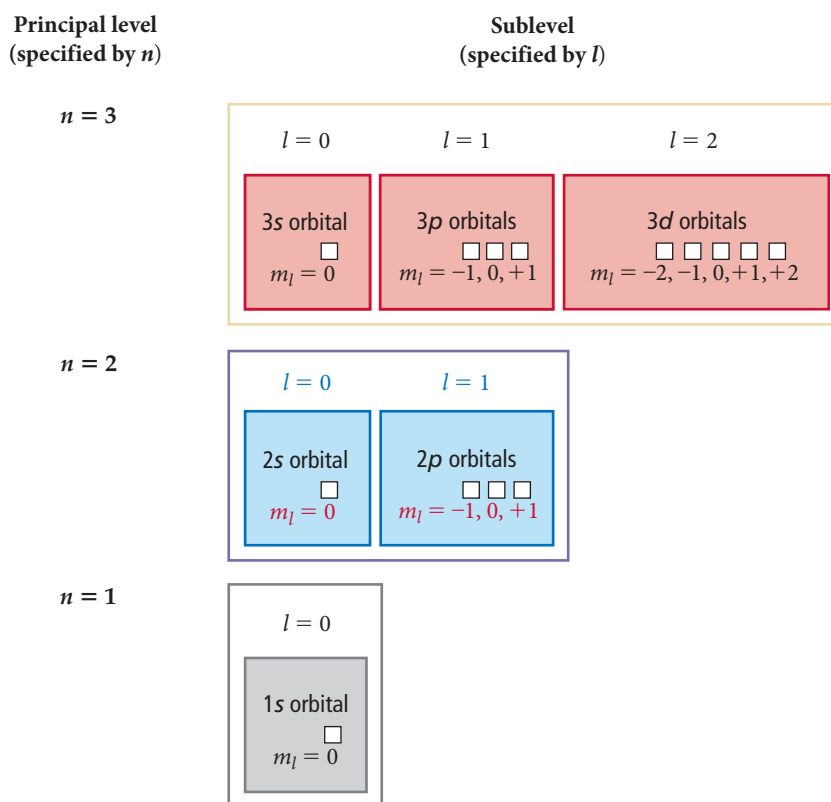 Principal level
(specified by n)
Sublevel
(specified by l)
n = 3
l = 0
l = 1
l = 2
3s orbital
3p orbitals
3d orbitals
m_l = 0
m_l = −1, 0, +1
m_l = −2, −1, 0, +1, +2
n = 2
l = 0
l = 1
2s orbital
2p orbitals
m_l = 0
m_l = −1, 0, +1
n = 1
l = 0
1s orbital
m_l = 0